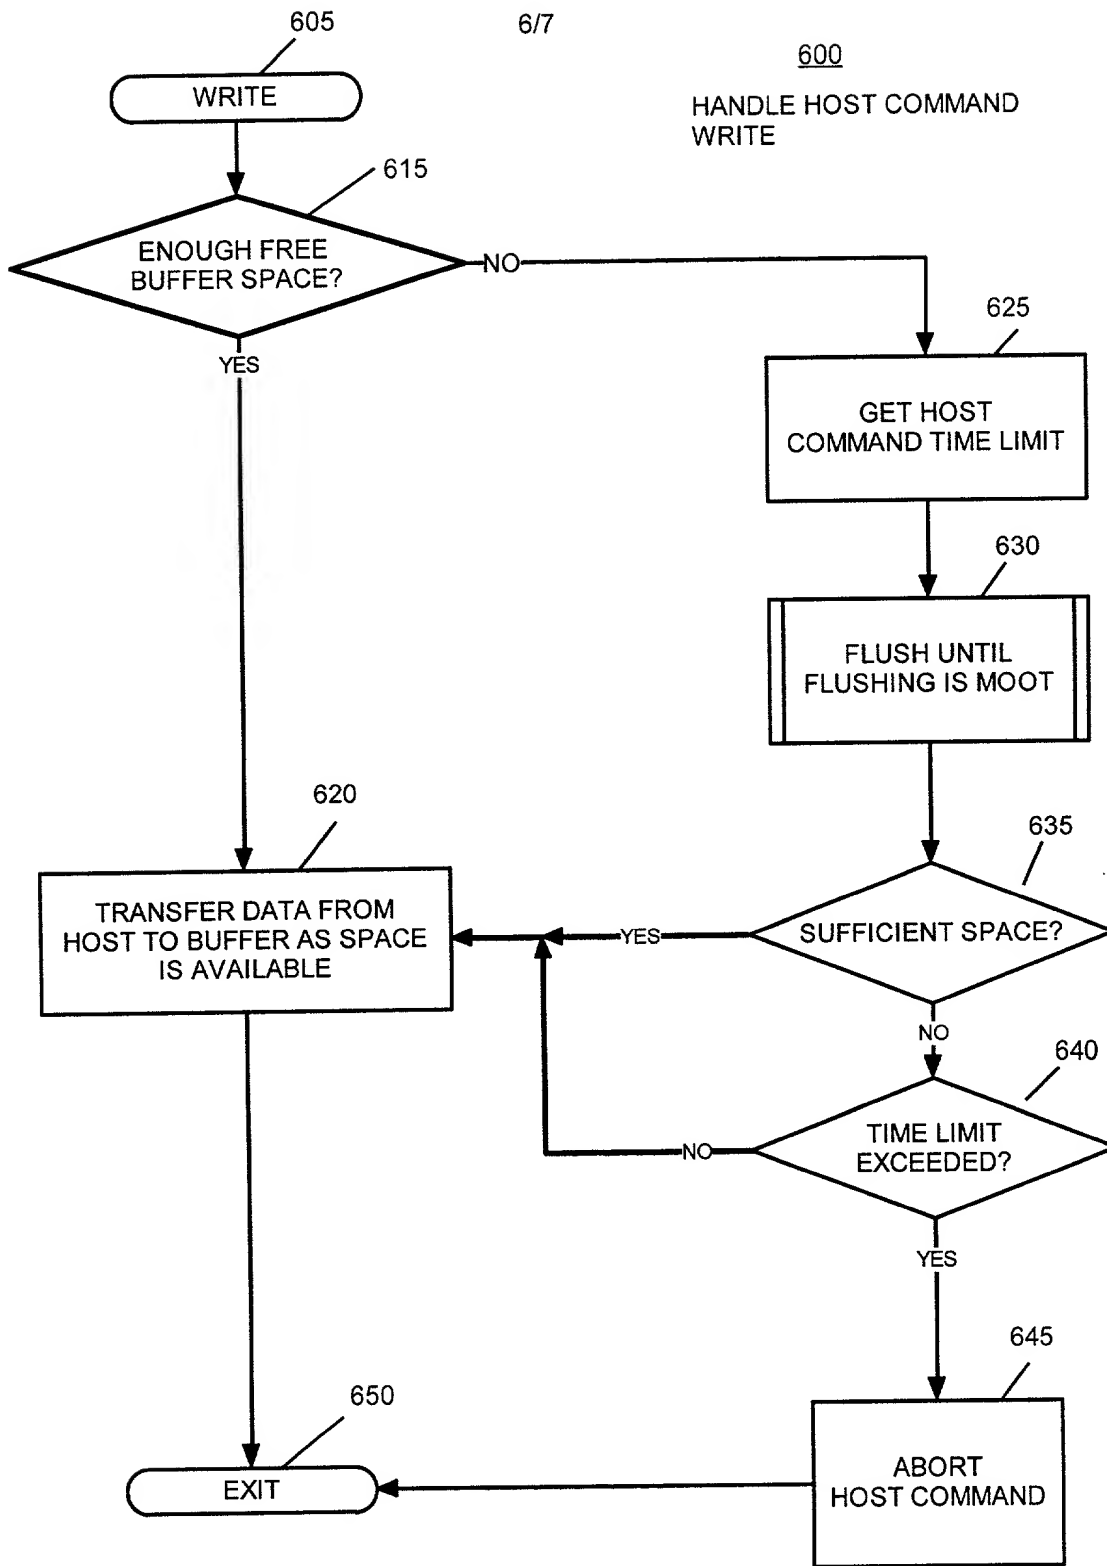 6/7
605
600
HANDLE HOST COMMAND
WRITE
WRITE
615
ENOUGH FREE
BUFFER SPACE?
NO
YES
625
GET HOST
COMMAND TIME LIMIT
630
FLUSH UNTIL
FLUSHING IS MOOT
620
TRANSFER DATA FROM
HOST TO BUFFER AS SPACE
IS AVAILABLE
635
SUFFICIENT SPACE?
YES
NO
640
TIME LIMIT
EXCEEDED?
NO
YES
645
ABORT
HOST COMMAND
650
EXIT